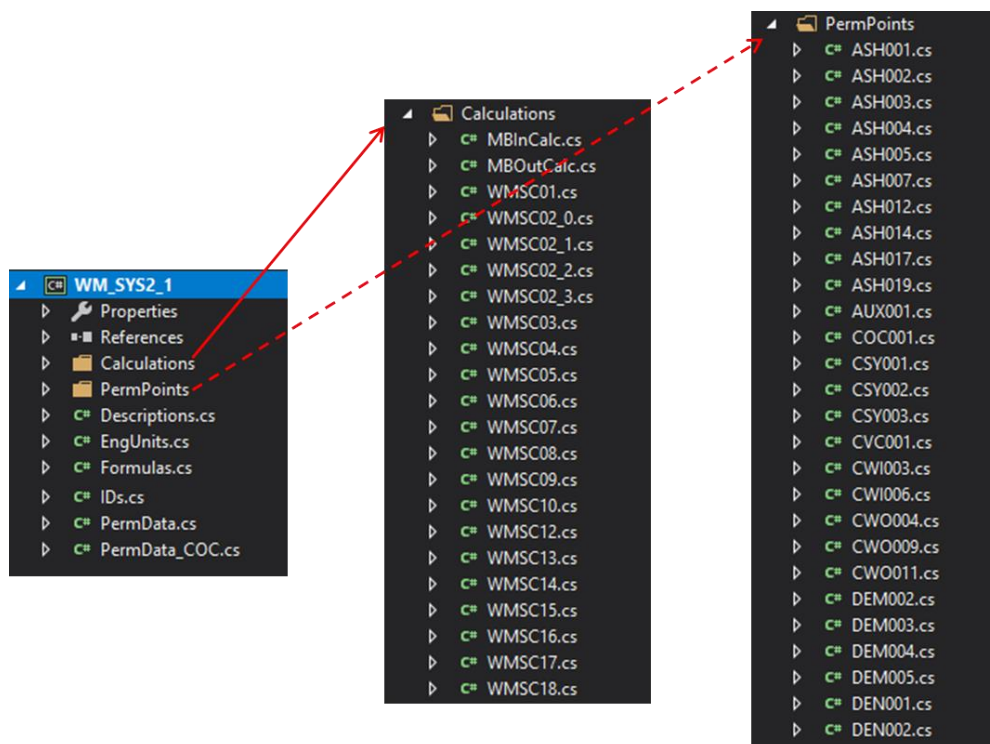 WM_SYS2_1
Properties
References
Calculations
PermPoints
C# Descriptions.cs
C# EngUnits.cs
C# Formulas.cs
C# IDs.cs
C# PermData.cs
C# PermData_COC.cs
Calculations
C# MBInCalc.cs
C# MBOutCalc.cs
C# WMSC01.cs
C# WMSC02_0.cs
C# WMSC02_1.cs
C# WMSC02_2.cs
C# WMSC02_3.cs
C# WMSC03.cs
C# WMSC04.cs
C# WMSC05.cs
C# WMSC06.cs
C# WMSC07.cs
C# WMSC08.cs
C# WMSC09.cs
C# WMSC10.cs
C# WMSC12.cs
C# WMSC13.cs
C# WMSC14.cs
C# WMSC15.cs
C# WMSC16.cs
C# WMSC17.cs
C# WMSC18.cs
PermPoints
C# ASH001.cs
C# ASH002.cs
C# ASH003.cs
C# ASH004.cs
C# ASH005.cs
C# ASH007.cs
C# ASH012.cs
C# ASH014.cs
C# ASH017.cs
C# ASH019.cs
C# AUX001.cs
C# COC001.cs
C# CSY001.cs
C# CSY002.cs
C# CSY003.cs
C# CVC001.cs
C# CWI003.cs
C# CWI006.cs
C# CWO004.cs
C# CWO009.cs
C# CWO011.cs
C# DEM002.cs
C# DEM003.cs
C# DEM004.cs
C# DEM005.cs
C# DEN001.cs
C# DEN002.cs